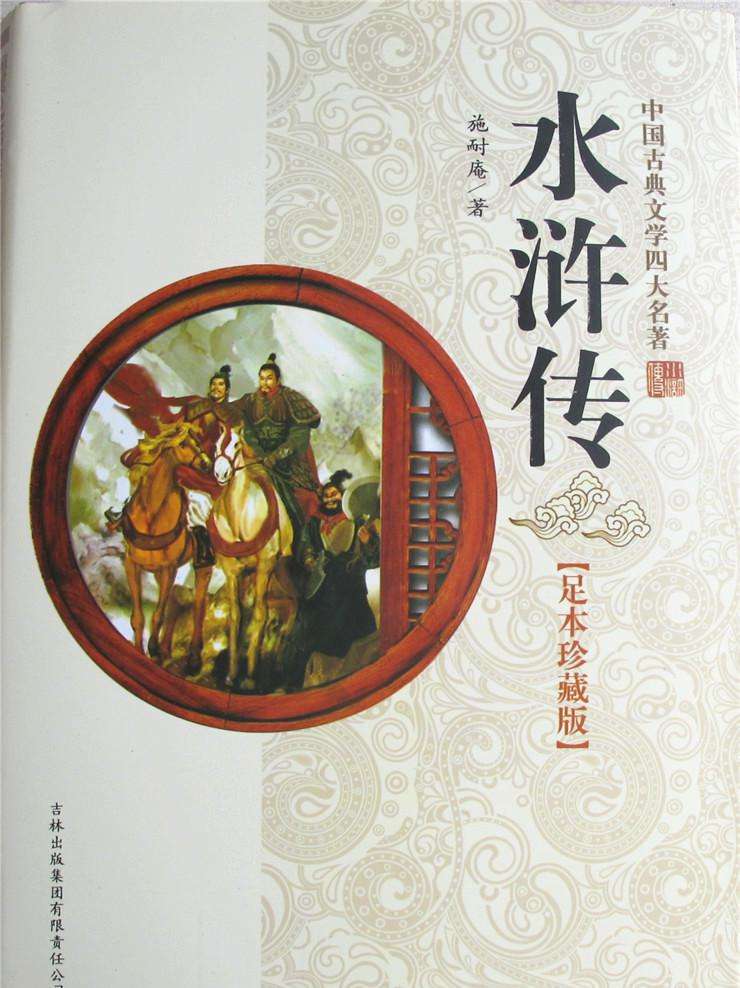 中国古典文学四大名著
水浒传
施耐庵／著
【足本珍藏版】
吉林出版集团有限责任公司